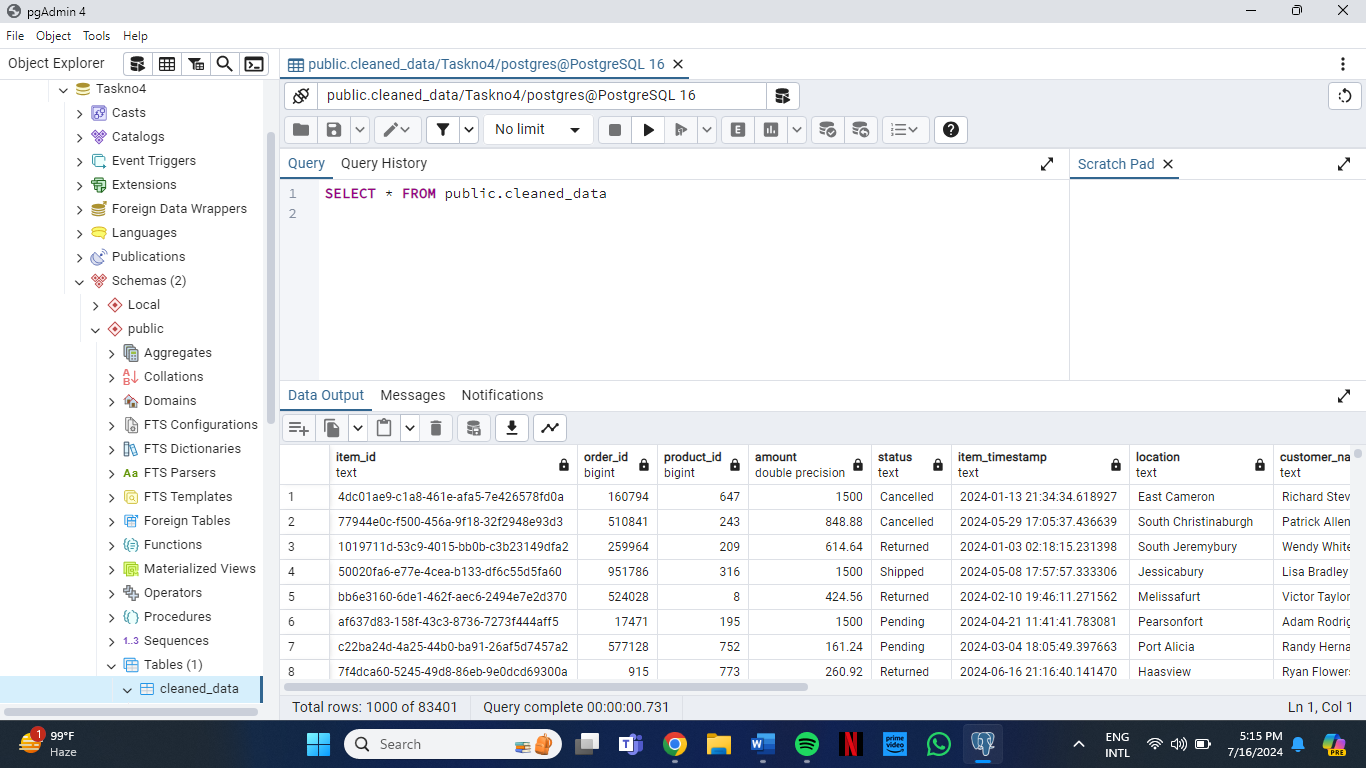 pgAdmin 4
File Object Tools Help
Object Explorer
public.cleaned_data/Taskno4/postgres@PostgreSQL 16
public.cleaned_data/Taskno4/postgres@PostgreSQL 16
No limit
E
Query Query History
Scratch Pad
1 SELECT * FROM public.cleaned_data
2
Taskno4
Casts
Catalogs
Event Triggers
Extensions
Foreign Data Wrappers
Languages
Publications
Schemas (2)
Local
public
Aggregates
Collations
Domains
FTS Configurations
FTS Dictionaries
Aa FTS Parsers
FTS Templates
Foreign Tables
Functions
Materialized Views
Operators
Procedures
1..3 Sequences
Tables (1)
cleaned_data
Data Output Messages Notifications
item_id order_id product_id amount status item_timestamp location customer_na
text bigint bigint double precision text text text text
1 4dc01ae9-c1a8-461e-afa5-7e426578fd0a 160794 647 1500 Cancelled 2024-01-13 21:34:34.618927 East Cameron Richard Stev
2 77944e0c-f500-456a-9f18-32f2948e93d3 510841 243 848.88 Cancelled 2024-05-29 17:05:37.436639 South Christinaburgh Patrick Allen
3 1019711d-53c9-4015-bb0b-c3b23149dfa2 259964 209 614.64 Returned 2024-01-03 02:18:15.231398 South Jeremybury Wendy White
4 50020fa6-e77e-4cea-b133-df6c55d5fa60 951786 316 1500 Shipped 2024-05-08 17:57:57.333306 Jessicabury Lisa Bradley
5 bb6e3160-6de1-462f-aec6-2494e7e2d370 524028 8 424.56 Returned 2024-02-10 19:46:11.271562 Melissafurt Victor Taylor
6 af637d83-158f-43c3-8736-7273f444aff5 17471 195 1500 Pending 2024-04-21 11:41:41.783081 Pearsonfort Adam Rodrig
7 c22ba24d-4a25-44b0-ba91-26af5d7457a2 577128 752 161.24 Pending 2024-03-04 18:05:49.397663 Port Alicia Randy Herna
8 7f4dca60-5245-49d8-86eb-9e0dcd69300a 915 773 260.92 Returned 2024-06-16 21:16:40.141470 Haasview Ryan Flowers
Total rows: 1000 of 83401 Query complete 00:00:00.731 Ln 1, Col 1
1 99°F
Haze
Search
prime video
N
ENG
INTL
5:15 PM
7/16/2024
PRE